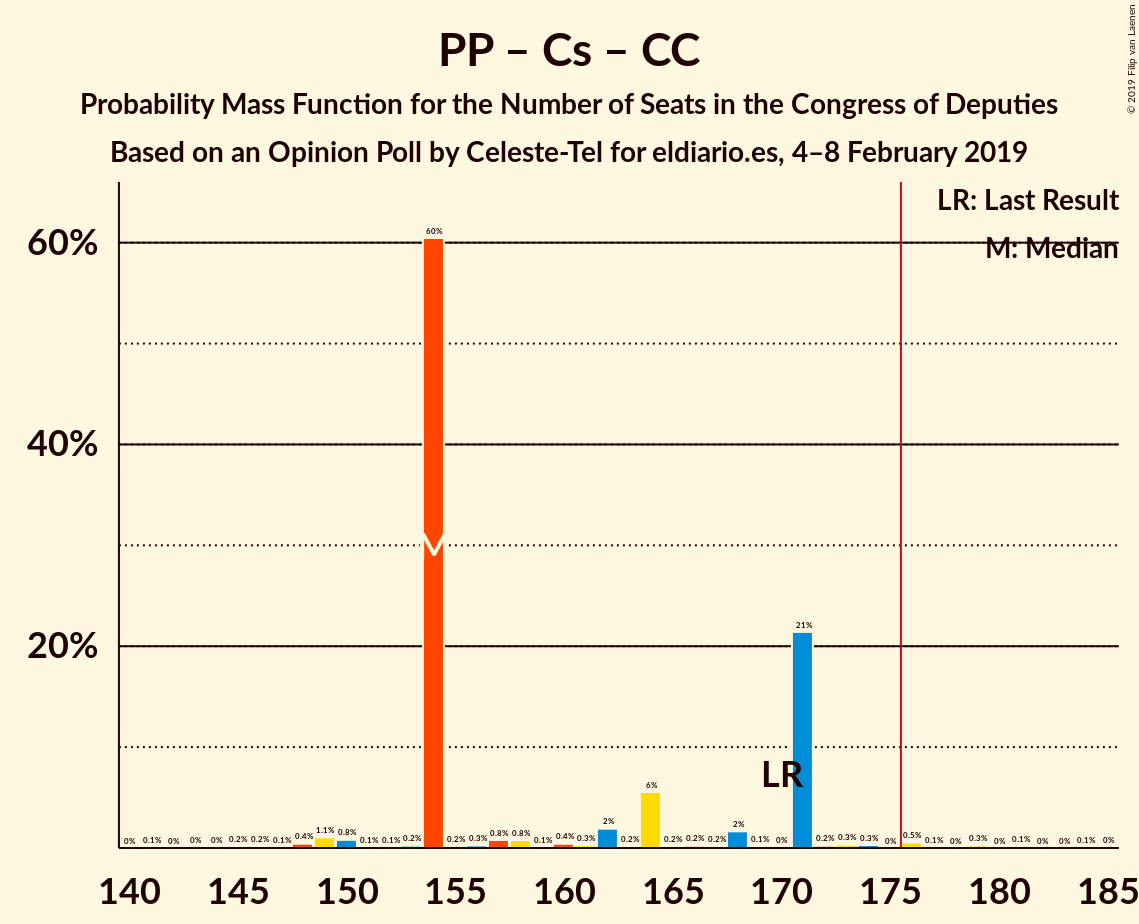 PP – Cs – CC
Probability Mass Function for the Number of Seats in the Congress of Deputies
Based on an Opinion Poll by Celeste-Tel for eldiario.es, 4–8 February 2019
© 2019 Filip van Laenen
LR: Last Result
M: Median
60%
40%
20%
0% 0.1% 0% 0% 0% 0.2% 0.2% 0.1% 0.4% 1.1% 0.8% 0.1% 0.1% 0.2% 60% 0.2% 0.3% 0.8% 0.8% 0.1% 0.4% 0.3% 2% 0.2% 6% 0.2% 0.2% 0.2% 2% 0.1% 0% 21% 0.2% 0.3% 0.3% 0% 0.5% 0.1% 0% 0.3% 0% 0.1% 0% 0% 0.1% 0%
LR
140 145 150 155 160 165 170 175 180 185